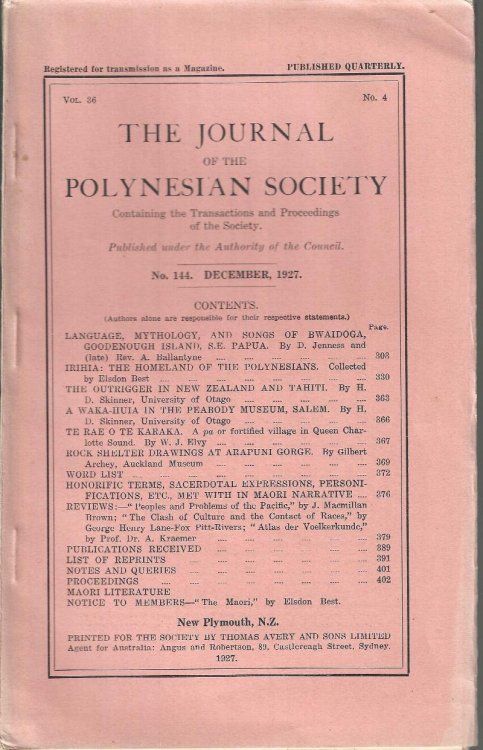 Registered for transmission as a Magazine. PUBLISHED QUARTERLY.
VOL. 36 No. 4
THE JOURNAL
OF THE
POLYNESIAN SOCIETY
Containing the Transactions and Proceedings
of the Society.
Published under the Authority of the Council.
No. 144. DECEMBER, 1927.
CONTENTS.
(Authors alone are responsible for their respective statements.)
Page.
LANGUAGE, MYTHOLOGY, AND SONGS OF BWAIDOGA,
GOODENOUGH ISLAND, S.E. PAPUA. By D. Jenness and
(late) Rev. A. Ballantyne .... .... .... .... .... .... 303
IRIHIA: THE HOMELAND OF THE POLYNESIANS. Collected
by Elsdon Best .... .... .... .... .... .... .... 330
THE OUTRIGGER IN NEW ZEALAND AND TAHITI. By H.
D. Skinner, University of Otago .... .... .... .... 363
A WAKA-HUIA IN THE PEABODY MUSEUM, SALEM. By H.
D. Skinner, University of Otago .... .... .... .... 366
TE RAE O TE KARAKA. A pa or fortified village in Queen Char-
lotte Sound. By W. J. Elvy .... .... .... .... .... 367
ROCK SHELTER DRAWINGS AT ARAPUNI GORGE. By Gilbert
Archey, Auckland Museum .... .... .... .... .... 369
WORD LIST .... .... .... .... .... .... .... .... 372
HONORIFIC TERMS, SACERDOTAL EXPRESSIONS, PERSONI-
FICATIONS, ETC., MET WITH IN MAORI NARRATIVE .... 376
REVIEWS:—"Peoples and Problems of the Pacific," by J. Macmillan
Brown; "The Clash of Culture and the Contact of Races," by
George Henry Lane-Fox Pitt-Rivers; "Atlas der Voelkerkunde,"
by Prof. Dr. A. Kraemer .... .... .... .... .... 379
PUBLICATIONS RECEIVED .... .... .... .... .... 389
LIST OF REPRINTS .... .... .... .... .... .... 391
NOTES AND QUERIES .... .... .... .... .... .... 401
PROCEEDINGS .... .... .... .... .... .... .... 402
MAORI LITERATURE
NOTICE TO MEMBERS—"The Maori," by Elsdon Best.
New Plymouth, N.Z.
PRINTED FOR THE SOCIETY BY THOMAS AVERY AND SONS LIMITED
Agent for Australia: Angus and Robertson, 89, Castlereagh Street, Sydney.
1927.